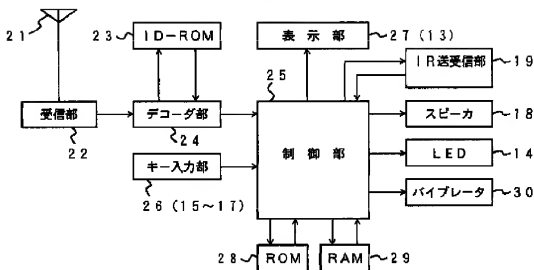 21
23 ID-ROM
表示部 27(13)
25
IR送受信部 19
受信部
デコーダ部
制御部
スピーカ 18
22
24
キー入力部
LED 14
26(15~17)
バイブレータ 30
28 ROM
RAM 29